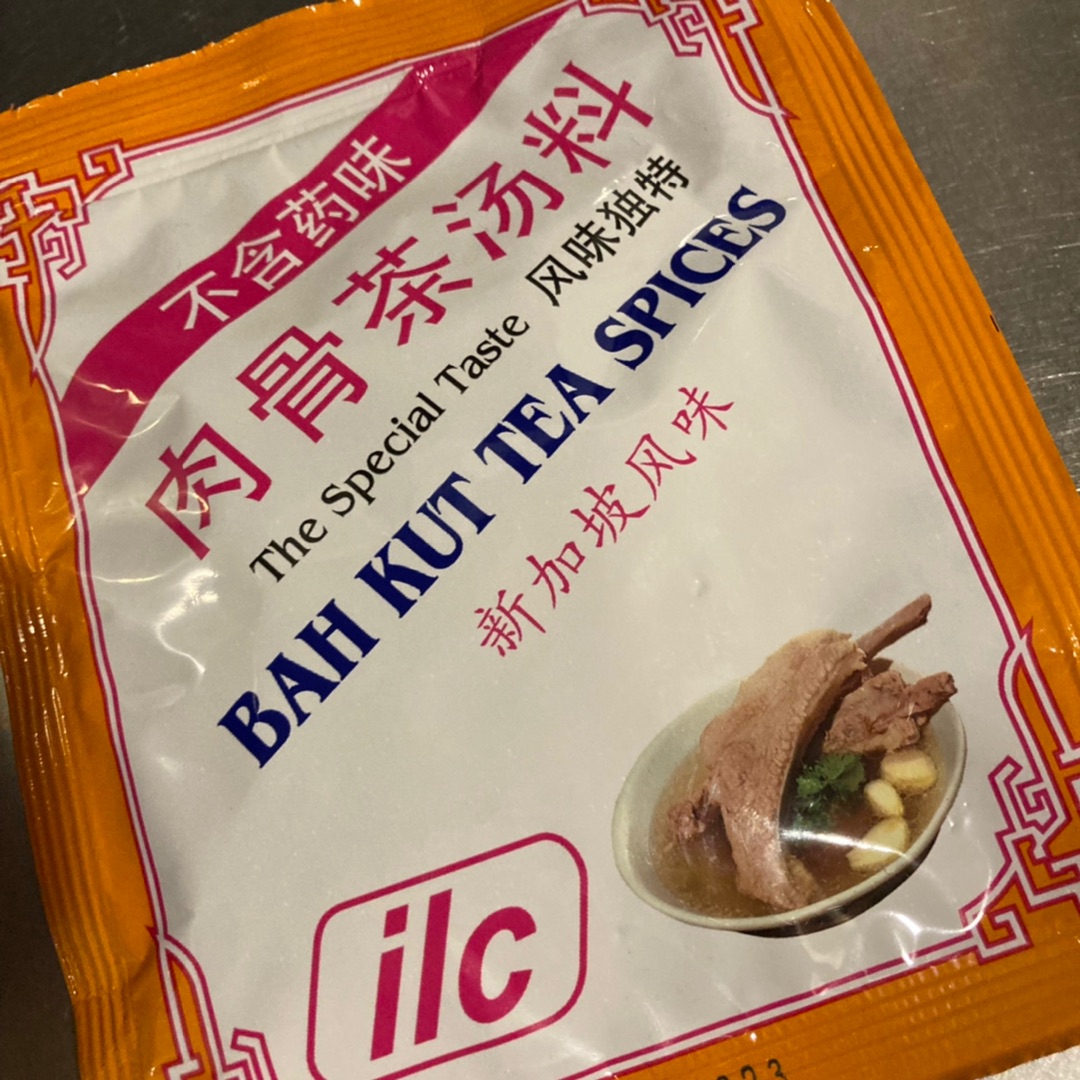 不含药味
肉骨茶汤料
The Special Taste 风味独特
BAH KUT TEA SPICES
新加坡风味
ilc